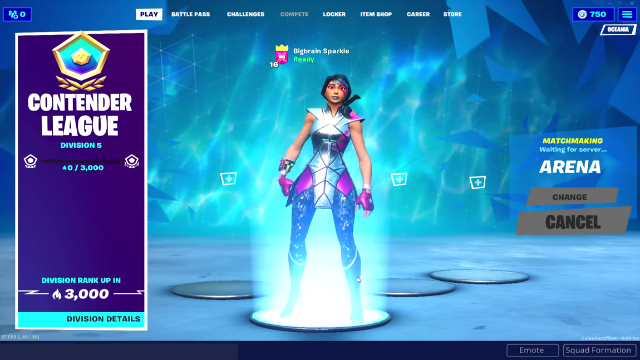 0
PLAY
BATTLE PASS
CHALLENGES
COMPETE
LOCKER
ITEM SHOP
CAREER
STORE
750
OCEANIA
CONTENDER
LEAGUE
DIVISION 5
0 / 3,000
DIVISION RANK UP IN
3,000
DIVISION DETAILS
16
Bigbrain Sparkle
Ready
MATCHMAKING
Waiting for server...
ARENA
CHANGE
CANCEL
Emote
Squad Formation